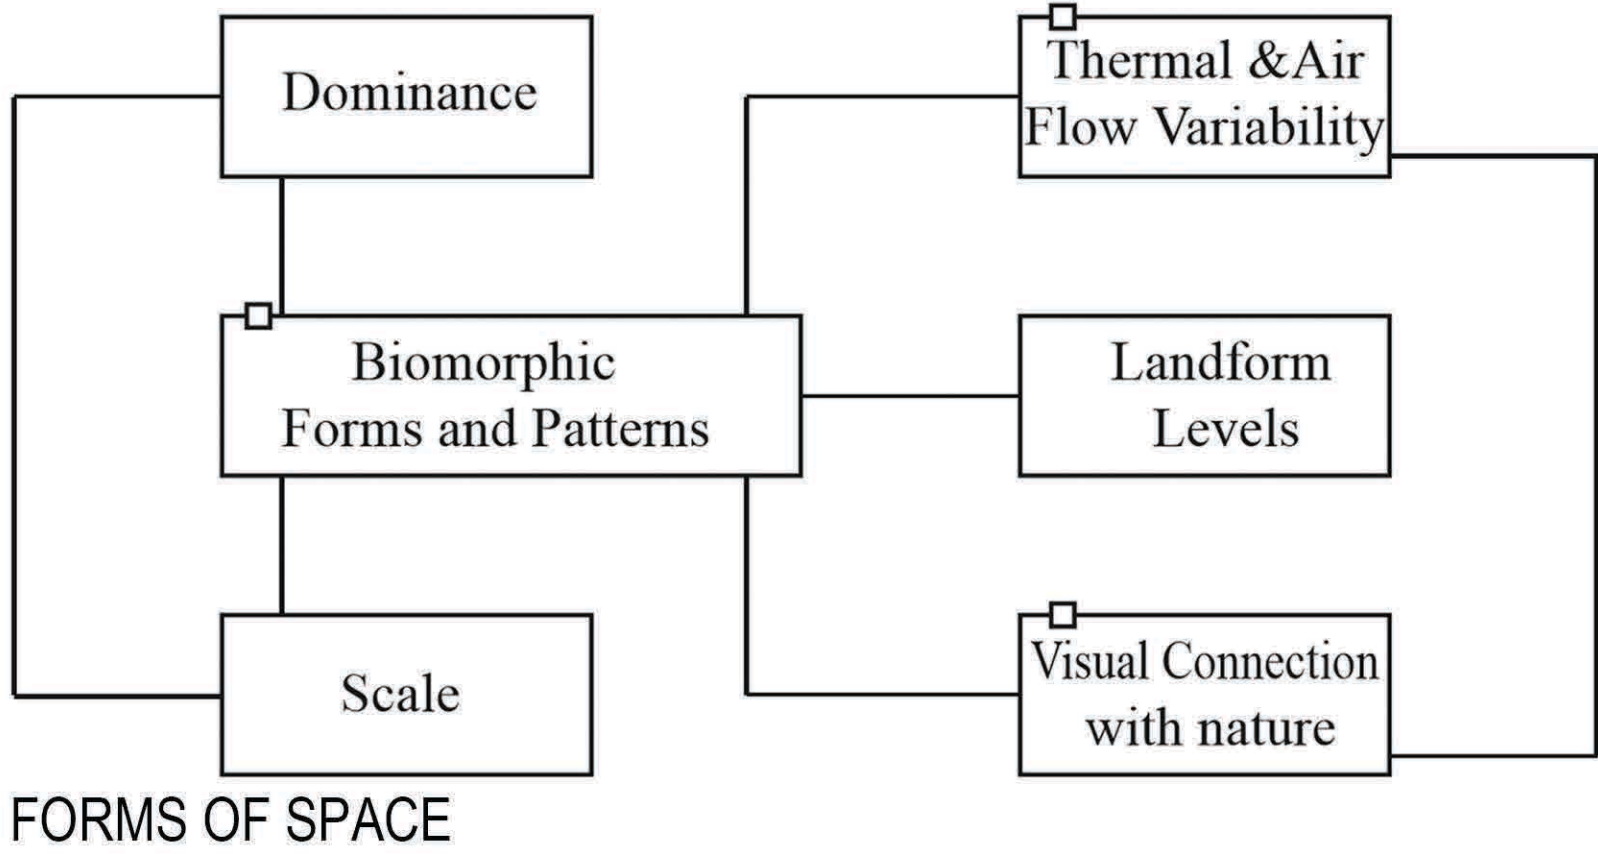 Dominance
Thermal &Air
Flow Variability
Biomorphic
Forms and Patterns
Landform
Levels
Scale
Visual Connection
with nature
FORMS OF SPACE